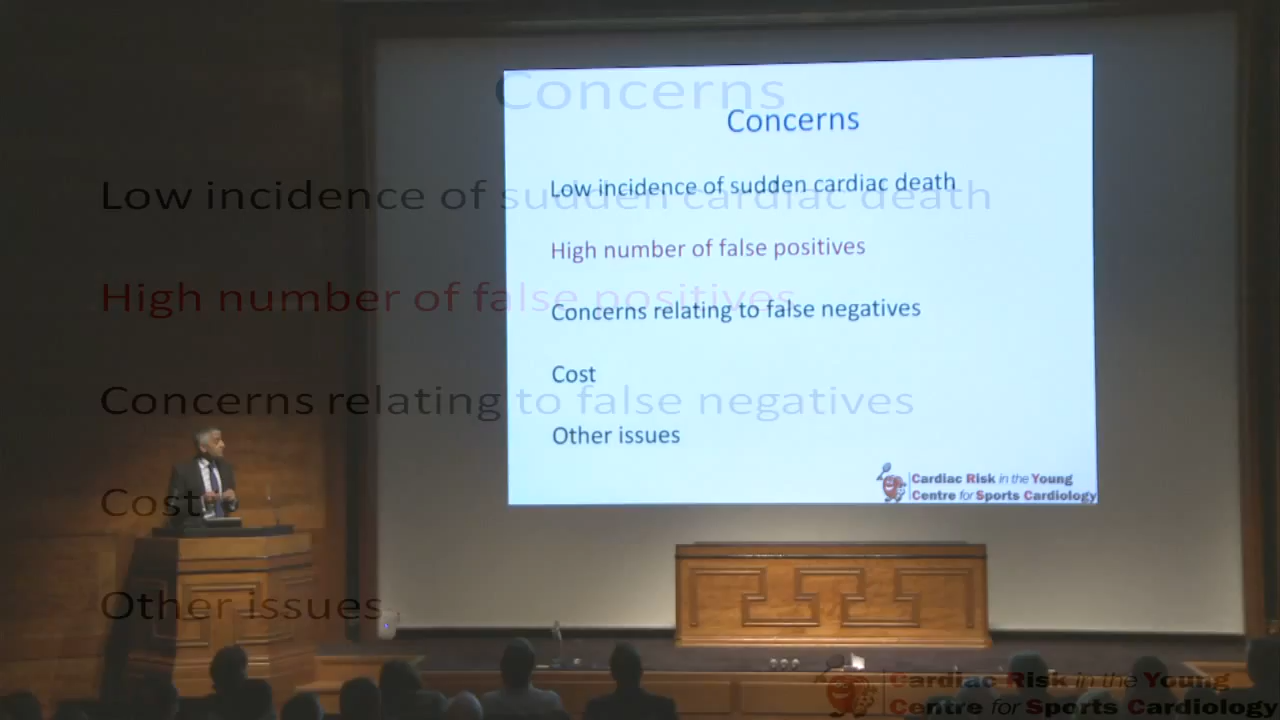 Concerns
Low incidence of sudden cardiac death
High number of false positives
Concerns relating to false negatives
Cost
Other issues
Cardiac Risk in the Young
Centre for Sports Cardiology
Concerns
Low incidence of sudden cardiac death
High number of false positives
Concerns relating to false negatives
Cost
Other issues
Cardiac Risk in the Young
Centre for Sports Cardiology